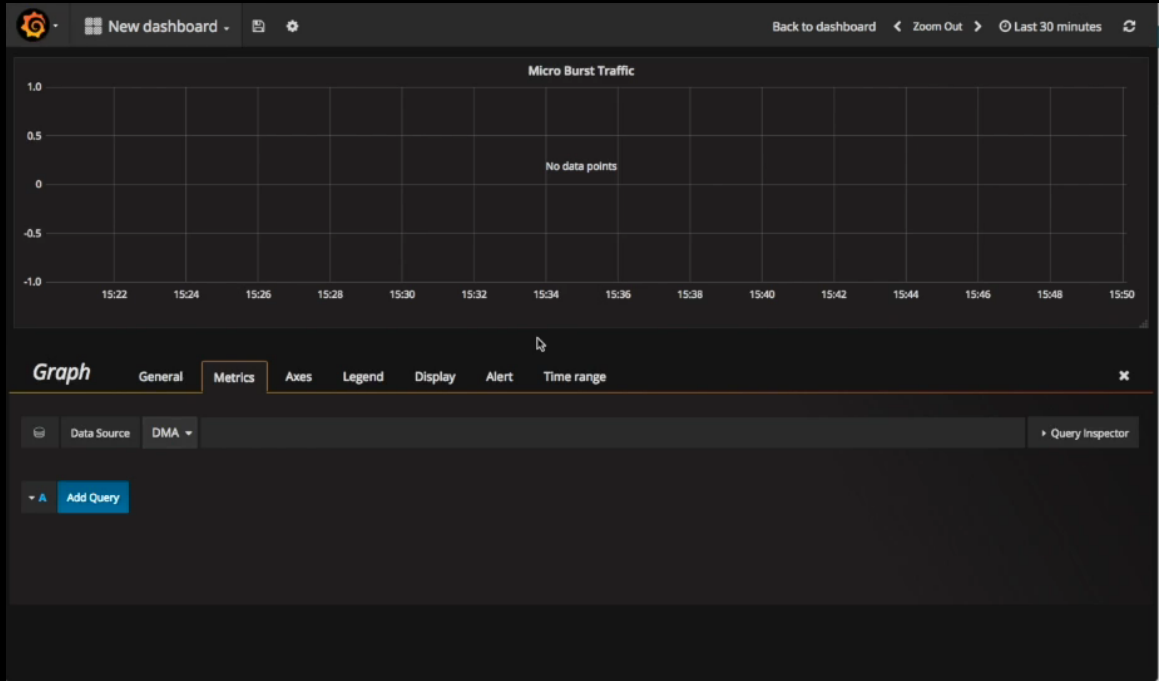 New dashboard
Back to dashboard
Zoom Out
Last 30 minutes
Micro Burst Traffic
1.0
0.5
0
-0.5
-1.0
No data points
15:22 15:24 15:26 15:28 15:30 15:32 15:34 15:36 15:38 15:40 15:42 15:44 15:46 15:48 15:50
Graph General Metrics Axes Legend Display Alert Time range
Data Source DMA
Query Inspector
A Add Query